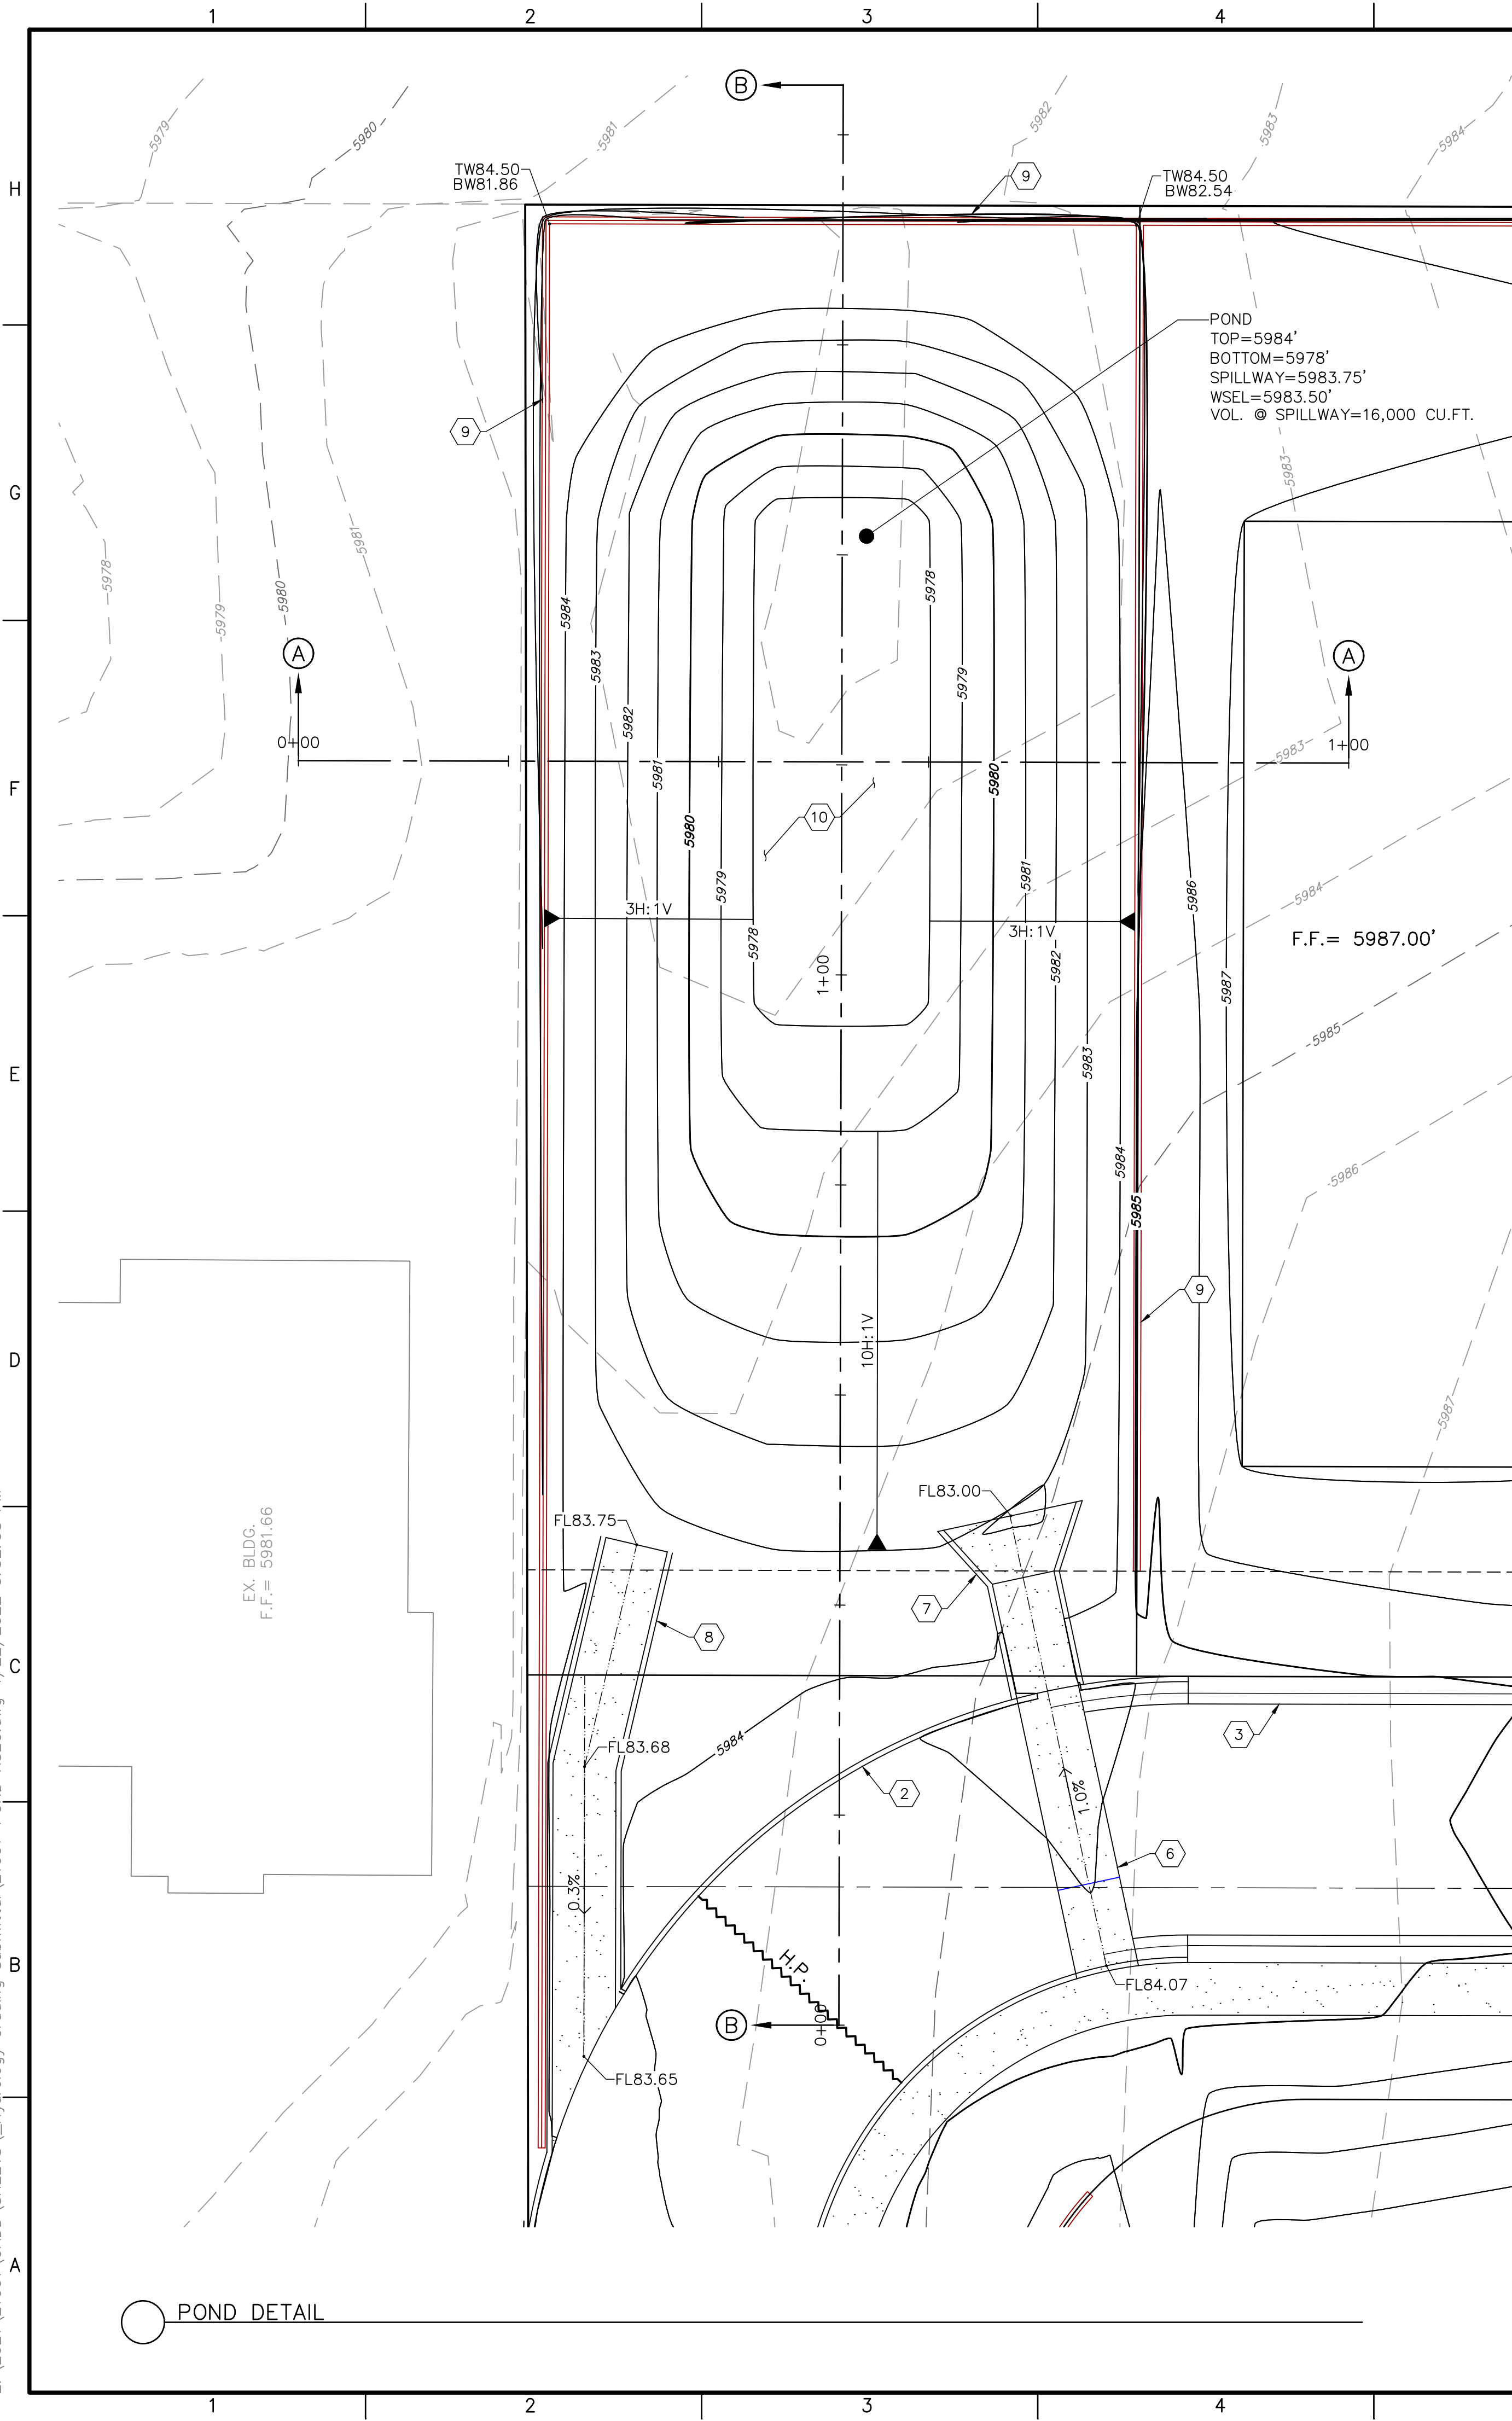 1
2
3
4
B
5979
5980
5981
5982
5983
5984
H
TW84.50
BW81.86
9
TW84.50
BW82.54
POND
TOP=5984'
BOTTOM=5978'
SPILLWAY=5983.75'
WSEL=5983.50'
VOL. @ SPILLWAY=16,000 CU.FT.
9
G
5983
5981
5978
5979
5980
5984
5978
A
A
5983
5979
5982
0+00
1+00
5983
5981
5980
F
10
5980
5979
5981
5986
5984
3H:1V
3H:1V
F.F.= 5987.00'
5978
1+00
5982
5987
5985
E
5983
5984
5986
5985
9
D
10H:1V
5987
FL83.00
FL83.75
EX. BLDG.
F.F.= 5981.66
7
8
C
5984
FL83.68
3
2
1.0%
6
0.3%
B
H.P.
FL84.07
B
0+00
FL83.65
A
POND DETAIL
1
2
3
4